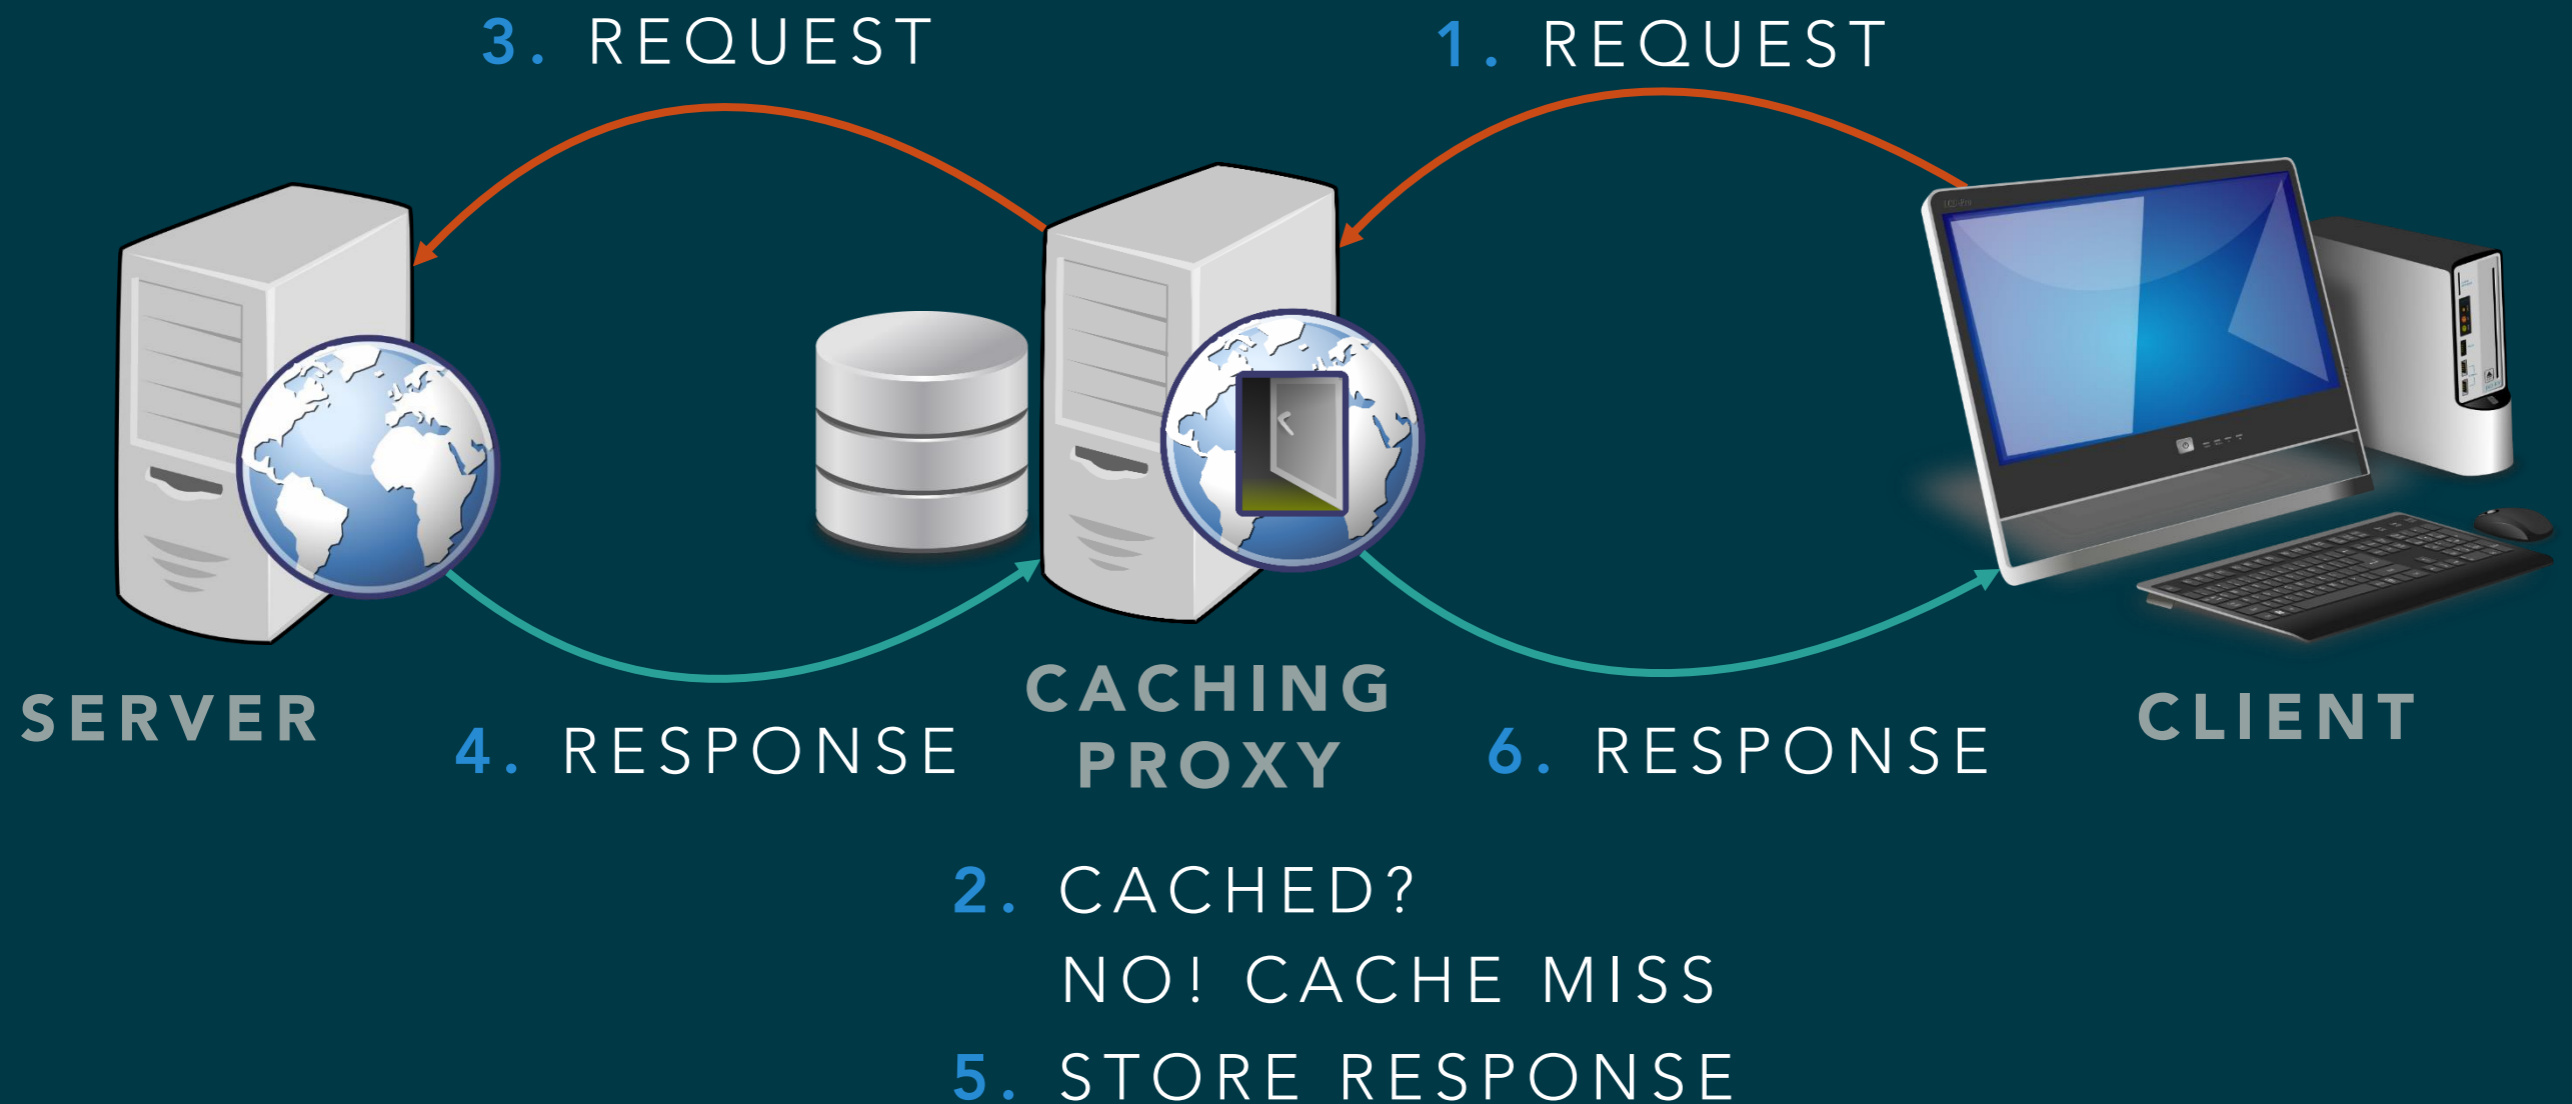 3. REQUEST
1. REQUEST
SERVER
CACHING
PROXY
CLIENT
4. RESPONSE
6. RESPONSE
2. CACHED?
NO! CACHE MISS
5. STORE RESPONSE